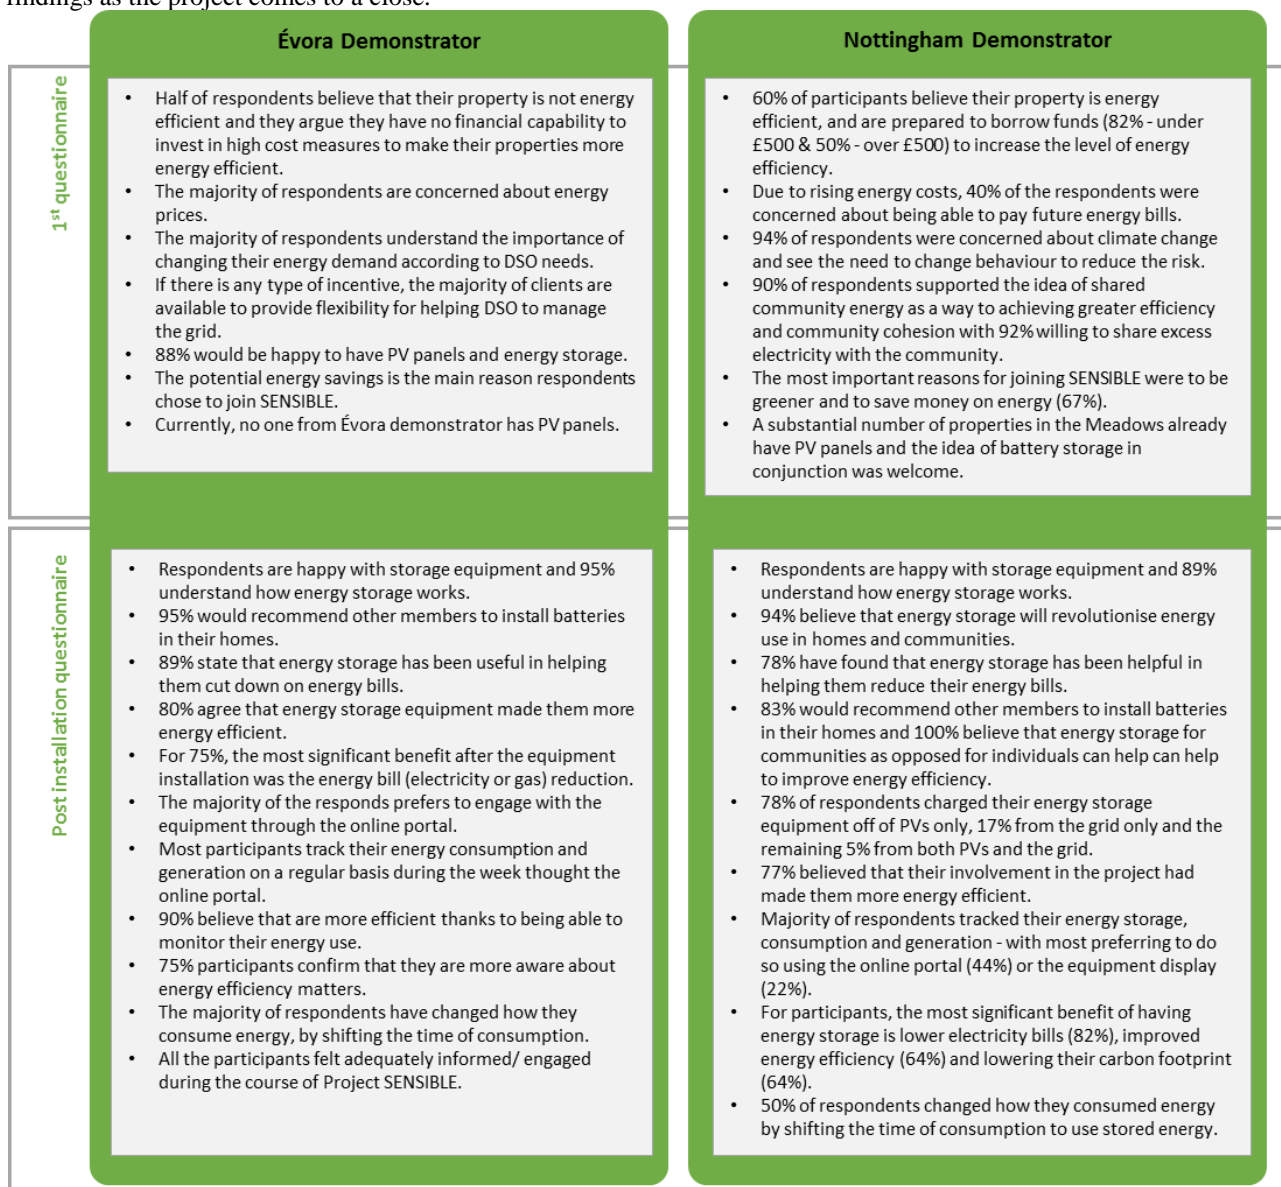 findings as the project comes to a close.
Évora Demonstrator
Nottingham Demonstrator
1st questionnaire
• Half of respondents believe that their property is not energy
efficient and they argue they have no financial capability to
invest in high cost measures to make their properties more
energy efficient.
• The majority of respondents are concerned about energy
prices.
• The majority of respondents understand the importance of
changing their energy demand according to DSO needs.
• If there is any type of incentive, the majority of clients are
available to provide flexibility for helping DSO to manage
the grid.
• 88% would be happy to have PV panels and energy storage.
• The potential energy savings is the main reason respondents
chose to join SENSIBLE.
• Currently, no one from Évora demonstrator has PV panels.
• 60% of participants believe their property is energy
efficient, and are prepared to borrow funds (82% - under
£500 & 50% - over £500) to increase the level of energy
efficiency.
• Due to rising energy costs, 40% of the respondents were
concerned about being able to pay future energy bills.
• 94% of respondents were concerned about climate change
and see the need to change behaviour to reduce the risk.
• 90% of respondents supported the idea of shared
community energy as a way to achieving greater efficiency
and community cohesion with 92% willing to share excess
electricity with the community.
• The most important reasons for joining SENSIBLE were to be
greener and to save money on energy (67%).
• A substantial number of properties in the Meadows already
have PV panels and the idea of battery storage in
conjunction was welcome.
Post installation questionnaire
• Respondents are happy with storage equipment and 95%
understand how energy storage works.
• 95% would recommend other members to install batteries
in their homes.
• 89% state that energy storage has been useful in helping
them cut down on energy bills.
• 80% agree that energy storage equipment made them more
energy efficient.
• For 75%, the most significant benefit after the equipment
installation was the energy bill (electricity or gas) reduction.
• The majority of the responds prefers to engage with the
equipment through the online portal.
• Most participants track their energy consumption and
generation on a regular basis during the week thought the
online portal.
• 90% believe that are more efficient thanks to being able to
monitor their energy use.
• 75% participants confirm that they are more aware about
energy efficiency matters.
• The majority of respondents have changed how they
consume energy, by shifting the time of consumption.
• All the participants felt adequately informed/ engaged
during the course of Project SENSIBLE.
• Respondents are happy with storage equipment and 89%
understand how energy storage works.
• 94% believe that energy storage will revolutionise energy
use in homes and communities.
• 78% have found that energy storage has been helpful in
helping them reduce their energy bills.
• 83% would recommend other members to install batteries
in their homes and 100% believe that energy storage for
communities as opposed for individuals can help can help
to improve energy efficiency.
• 78% of respondents charged their energy storage
equipment off of PVs only, 17% from the grid only and the
remaining 5% from both PVs and the grid.
• 77% believed that their involvement in the project had
made them more energy efficient.
• Majority of respondents tracked their energy storage,
consumption and generation - with most preferring to do
so using the online portal (44%) or the equipment display
(22%).
• For participants, the most significant benefit of having
energy storage is lower electricity bills (82%), improved
energy efficiency (64%) and lowering their carbon footprint
(64%).
• 50% of respondents changed how they consumed energy
by shifting the time of consumption to use stored energy.